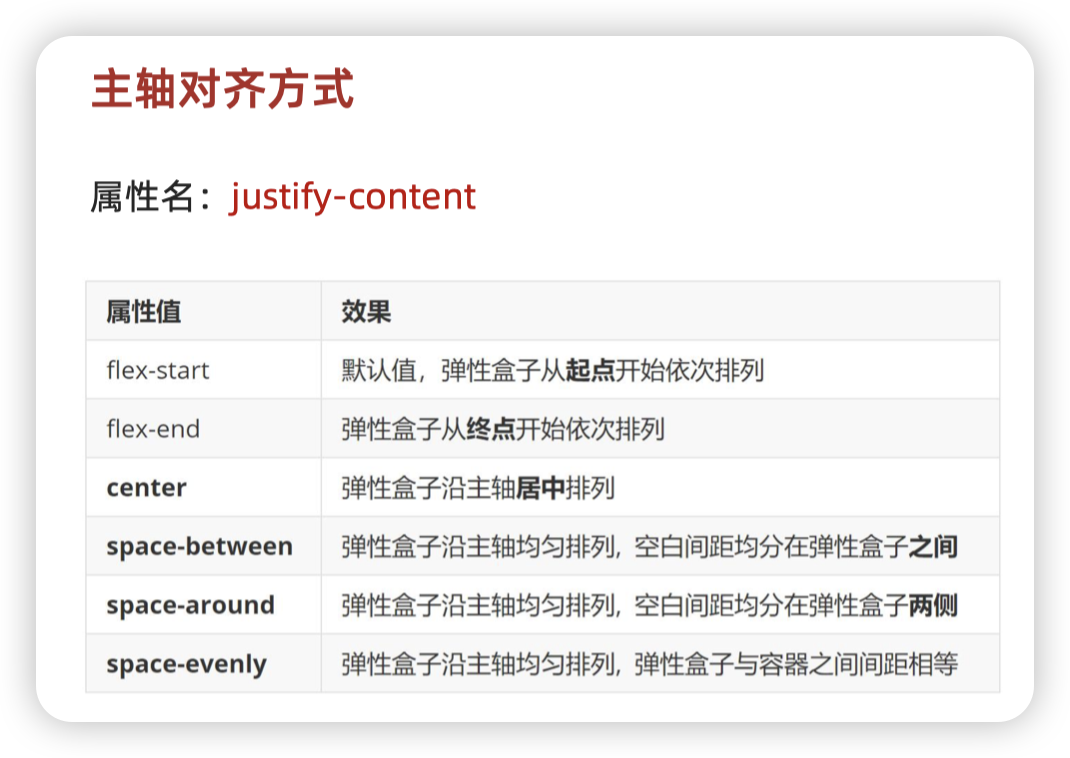 主轴对齐方式
属性名：justify-content
属性值 效果
flex-start 默认值，弹性盒子从起点开始依次排列
flex-end 弹性盒子从终点开始依次排列
center 弹性盒子沿主轴居中排列
space-between 弹性盒子沿主轴均匀排列, 空白间距均分在弹性盒子之间
space-around 弹性盒子沿主轴均匀排列, 空白间距均分在弹性盒子两侧
space-evenly 弹性盒子沿主轴均匀排列, 弹性盒子与容器之间间距相等